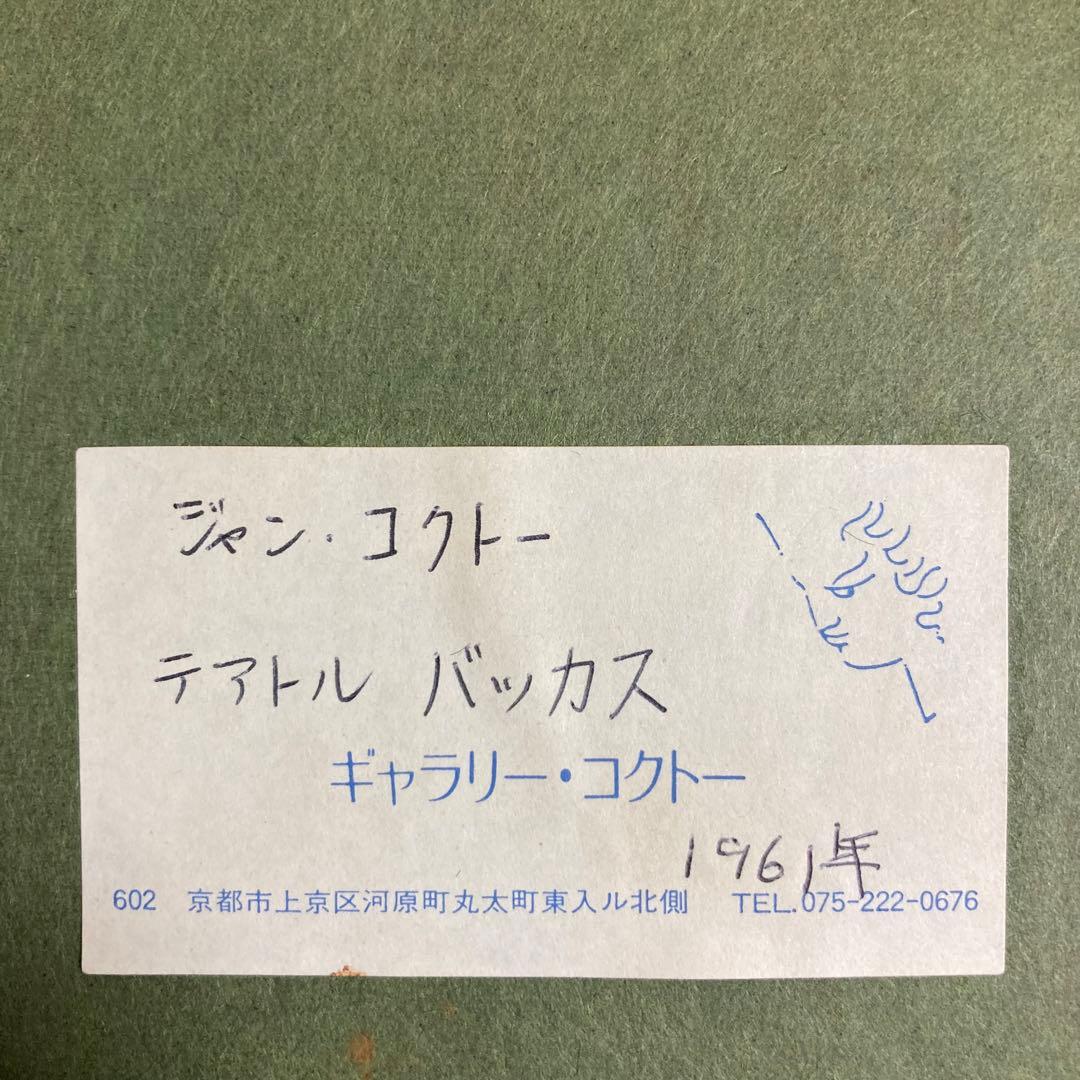 ジャン・コクトー
テアトル バッカス
ギャラリー・コクトー
1961年
602 京都市上京区河原町丸太町東入ル北側 TEL.075-222-0676